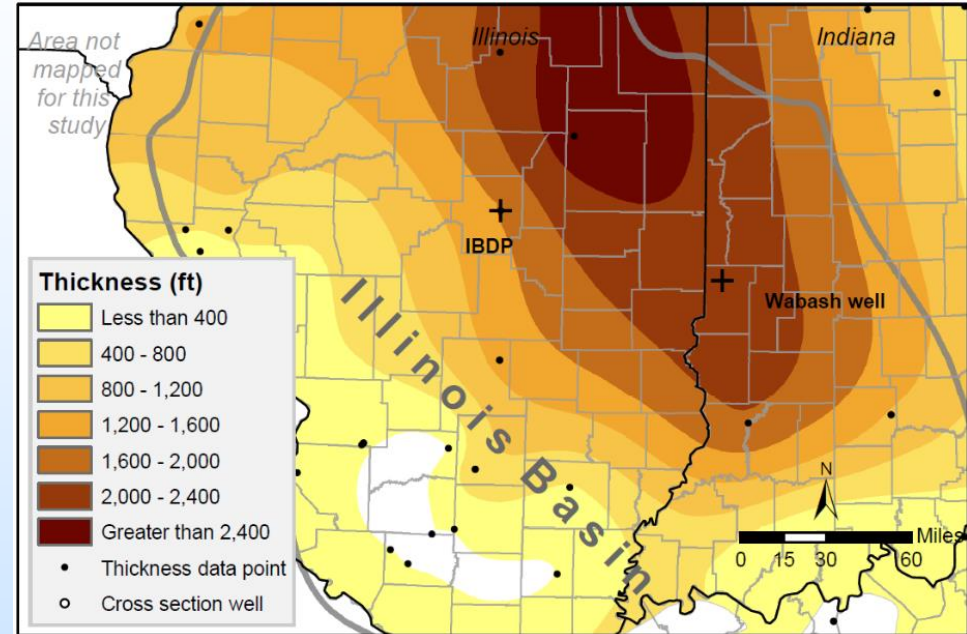 Area not
mapped
for this
study
Illinois
Indiana
IBDP
Wabash well
Illinois Basin
Thickness (ft)
Less than 400
400 - 800
800 - 1,200
1,200 - 1,600
1,600 - 2,000
2,000 - 2,400
Greater than 2,400
Thickness data point
Cross section well
N
Miles
0 15 30 60